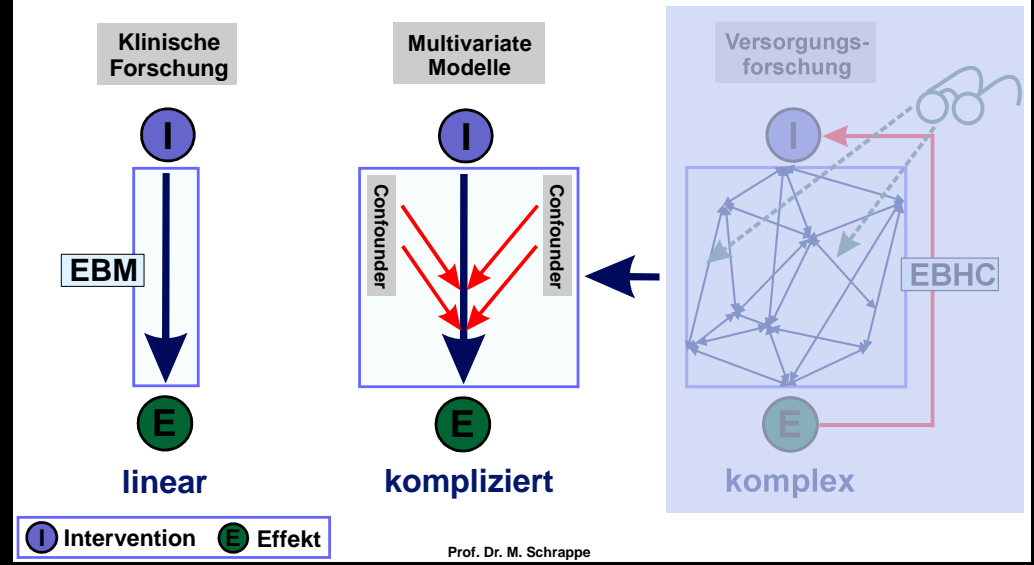 Klinische
Forschung
Multivariate
Modelle
Versorgungs-
forschung
I
I
I
Confounder
Confounder
EBM
EBHC
E
E
E
linear
kompliziert
komplex
I Intervention E Effekt
Prof. Dr. M. Schrappe